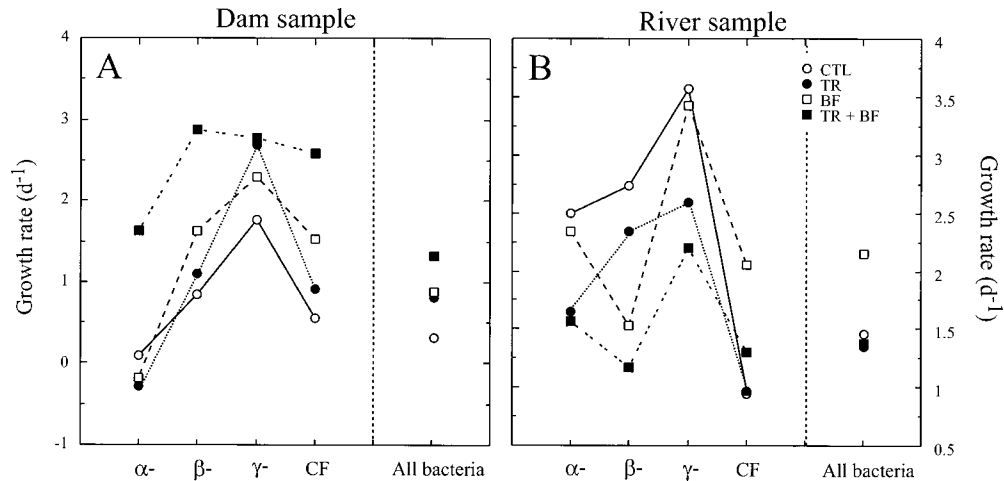 Dam sample
River sample
A
B
CTL
TR
BF
TR + BF
Growth rate (d-1)
4
3
2
1
0
-1
α- β- γ- CF All bacteria
α- β- γ- CF All bacteria
4
3.5
3
2.5
2
1.5
1
0.5
Growth rate (d-1)